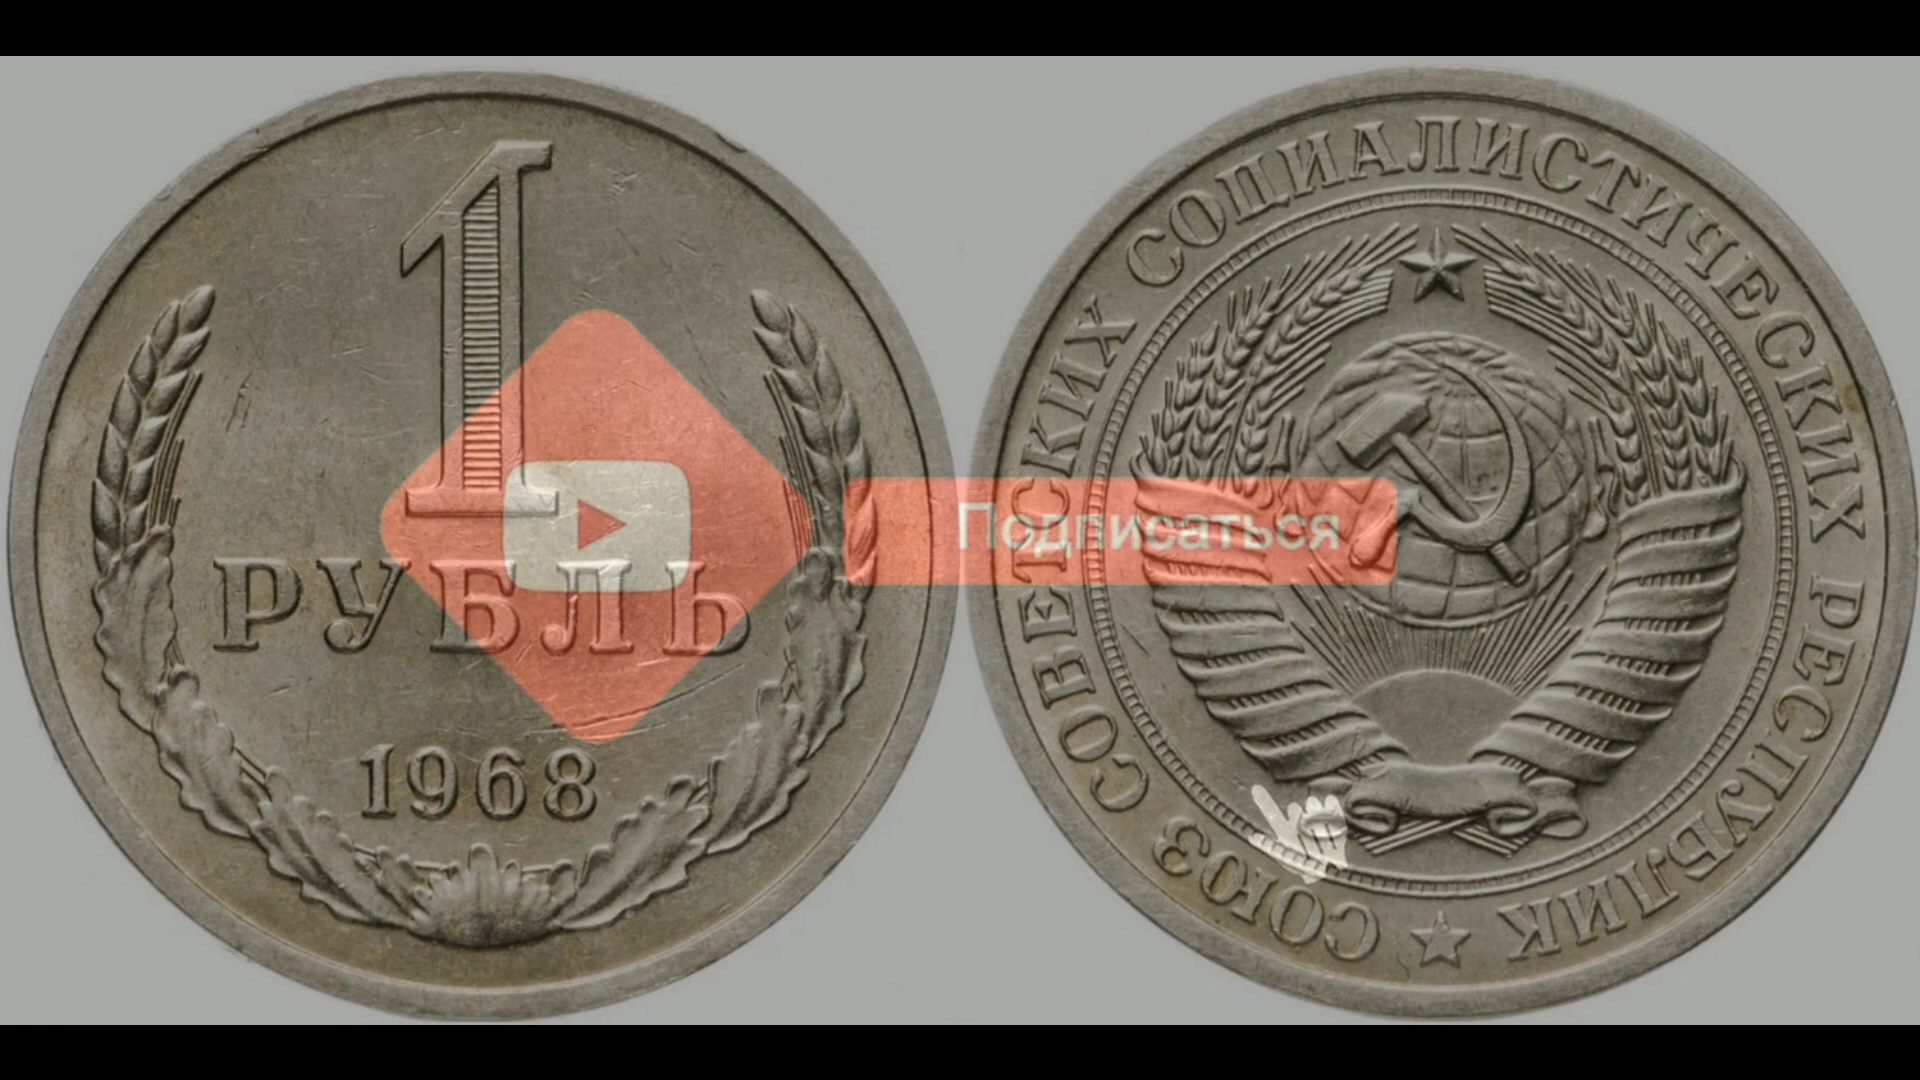 1
РУБЛЬ
1968
СОЮЗ СОВЕТСКИХ СОЦИАЛИСТИЧЕСКИХ РЕСПУБЛИК
Подписаться